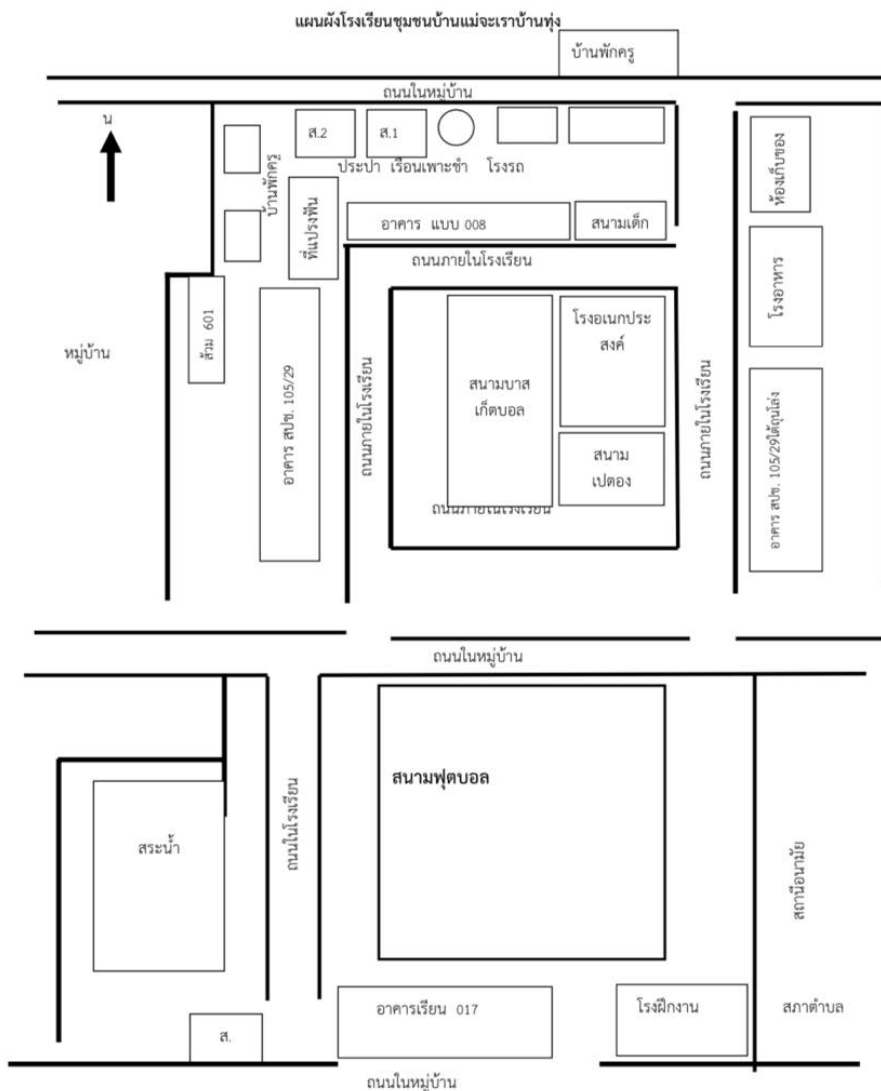 แผนผังโรงเรียนชุมชนบ้านแม่จะเราบ้านทุ่ง
บ้านพักครู
ถนนในหมู่บ้าน
น
ส.2
ส.1
ประปา เรือนเพาะชำ โรงรถ
ห้องเก็บของ
บ้านพักครู
ที่แปรงฟัน
อาคาร แบบ 008
สนามเด็ก
ถนนภายในโรงเรียน
โรงอาหาร
ส้วม 601
หมู่บ้าน
โรงอเนกประ
สงค์
สนามบาส
เก็ตบอล
อาคาร สปช. 105/29
ถนนภายในโรงเรียน
ถนนภายในโรงเรียน
อาคาร สปช. 105/29ใต้ถุนโล่ง
สนาม
เปตอง
ถนนภายในโรงเรียน
ถนนในหมู่บ้าน
สนามฟุตบอล
ถนนในโรงเรียน
สระน้ำ
สถานีอนามัย
อาคารเรียน 017
โรงฝึกงาน
สภาตำบล
ส.
ถนนในหมู่บ้าน